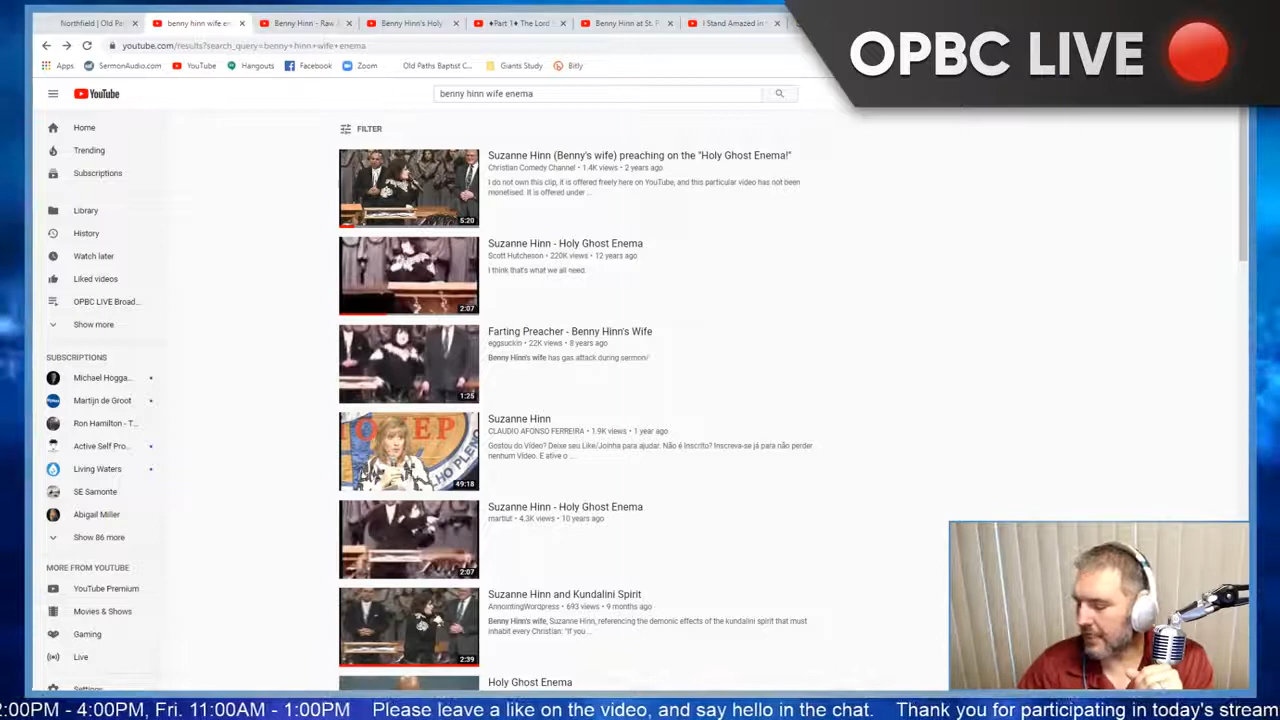 Northfield | Old Pa
benny hinn wife en
Benny Hinn - Raw
Benny Hinn's Holy
♦Part 1♦ The Lord
Benny Hinn at St. P
I Stand Amazed in
OPBC LIVE
youtube.com/results?search_query=benny+hinn+wife+enema
Apps
SermonAudio.com
YouTube
Hangouts
Facebook
Zoom
Old Paths Baptist C...
Giants Study
Bitly
YouTube
benny hinn wife enema
Home
Trending
Subscriptions
Library
History
Watch later
Liked videos
OPBC LIVE Broad...
Show more
SUBSCRIPTIONS
Michael Hogga...
Martijn de Groot
Ron Hamilton - T...
Active Self Pro...
Living Waters
SE Samonte
Abigail Miller
Show 86 more
MORE FROM YOUTUBE
YouTube Premium
Movies & Shows
Gaming
Live
Settings
FILTER
5:20
Suzanne Hinn (Benny's wife) preaching on the "Holy Ghost Enema!"
Christian Comedy Channel • 1.4K views • 2 years ago
I do not own this clip, it is offered freely here on YouTube, and this particular video has not been
monetised. It is offered under ...
2:07
Suzanne Hinn - Holy Ghost Enema
Scott Hutcheson • 220K views • 12 years ago
I think that's what we all need.
1:25
Farting Preacher - Benny Hinn's Wife
eggsuckin • 22K views • 8 years ago
Benny Hinn's wife has gas attack during sermon/
49:18
Suzanne Hinn
CLAUDIO AFONSO FERREIRA • 1.9K views • 1 year ago
Gostou do Vídeo? Deixe seu Like/Joinha para ajudar. Não é Inscrito? Inscreva-se já para não perder
nenhum Vídeo. E ative o ...
2:07
Suzanne Hinn - Holy Ghost Enema
martlut • 4.3K views • 10 years ago
2:39
Suzanne Hinn and Kundalini Spirit
AnnointingWordpress • 693 views • 9 months ago
Benny Hinn's wife, Suzanne Hinn, referencing the demonic effects of the kundalini spirit that must
inhabit every Christian: "If you ...
Holy Ghost Enema
2:00PM - 4:00PM, Fri. 11:00AM - 1:00PM Please leave a like on the video, and say hello in the chat. Thank you for participating in today's stream